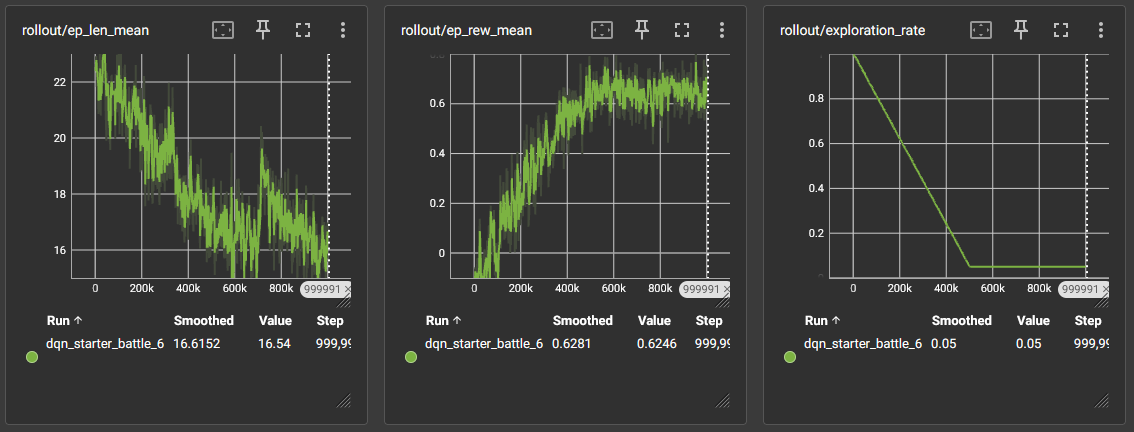 rollout/ep_len_mean
22
20
18
16
0 200k 400k 600k 800k 999991 ×
Run ↑ Smoothed Value Step
dqn_starter_battle_6 16.6152 16.54 999,99
rollout/ep_rew_mean
0.6
0.4
0.2
0
0 200k 400k 600k 800k 999991 ×
Run ↑ Smoothed Value Step
dqn_starter_battle_6 0.6281 0.6246 999,99
rollout/exploration_rate
0.8
0.6
0.4
0.2
0 200k 400k 600k 800k 999991 ×
Run ↑ Smoothed Value Step
dqn_starter_battle_6 0.05 0.05 999,99